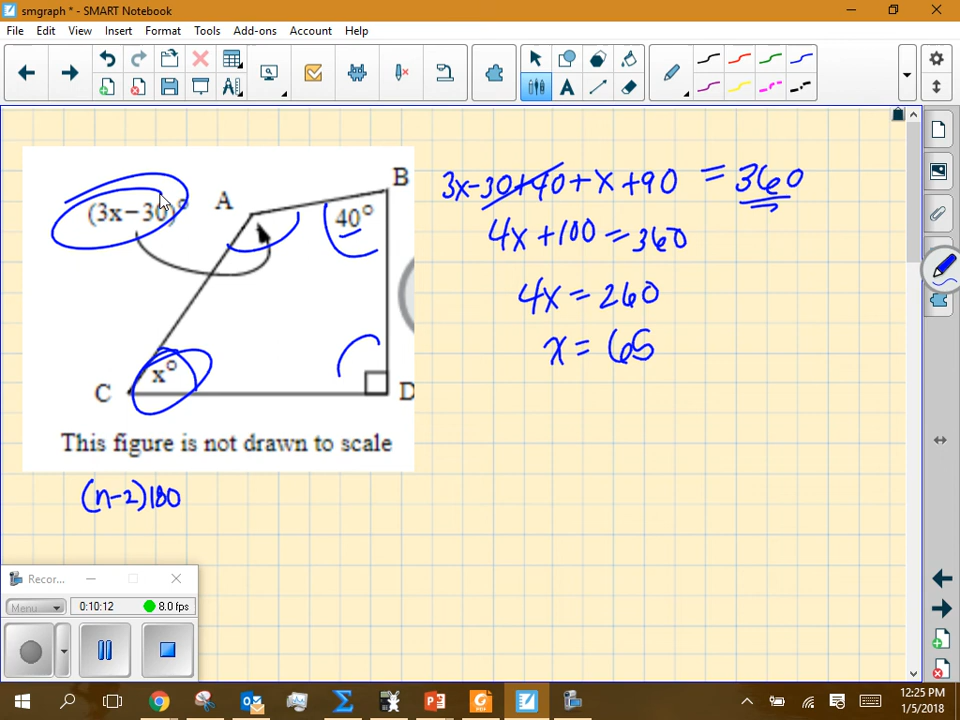 smgraph * - SMART Notebook
File Edit View Insert Format Tools Add-ons Account Help
(3x−30)° A B
40°
x°
C D
This figure is not drawn to scale
(n-2)180
3x-30+40+x+90 = 360
4x+100=360
4x=260
x=65
Recor...
Menu 0:10:12 8.0 fps
12:25 PM
1/5/2018